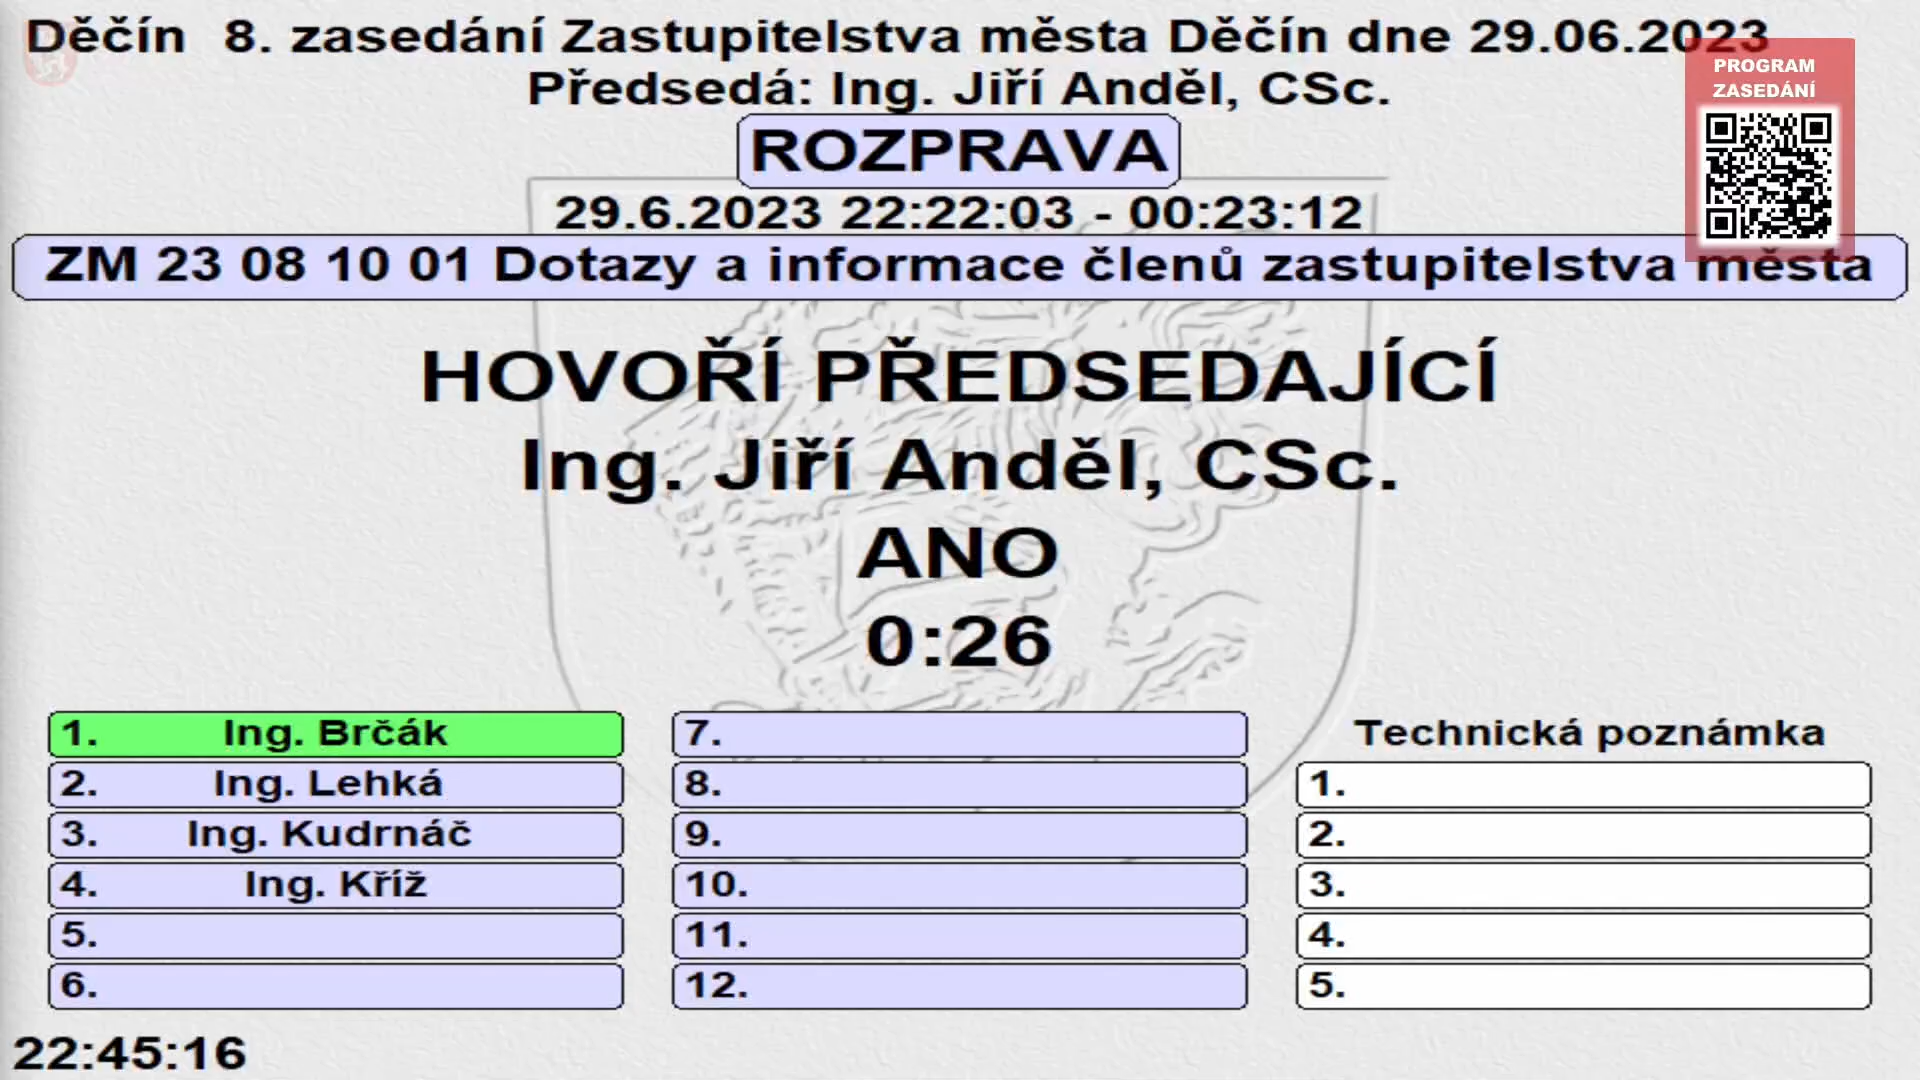 Děčín 8. zasedání Zastupitelstva města Děčín dne 29.06.2023
Předsedá: Ing. Jiří Anděl, CSc.
PROGRAM
ZASEDÁNÍ
ROZPRAVA
29.6.2023 22:22:03 - 00:23:12
ZM 23 08 10 01 Dotazy a informace členů zastupitelstva města
HOVOŘÍ PŘEDSEDAJÍCÍ
Ing. Jiří Anděl, CSc.
ANO
0:26
1. Ing. Brčák
2. Ing. Lehká
3. Ing. Kudrnáč
4. Ing. Kříž
5.
6.
7.
8.
9.
10.
11.
12.
Technická poznámka
1.
2.
3.
4.
5.
22:45:16